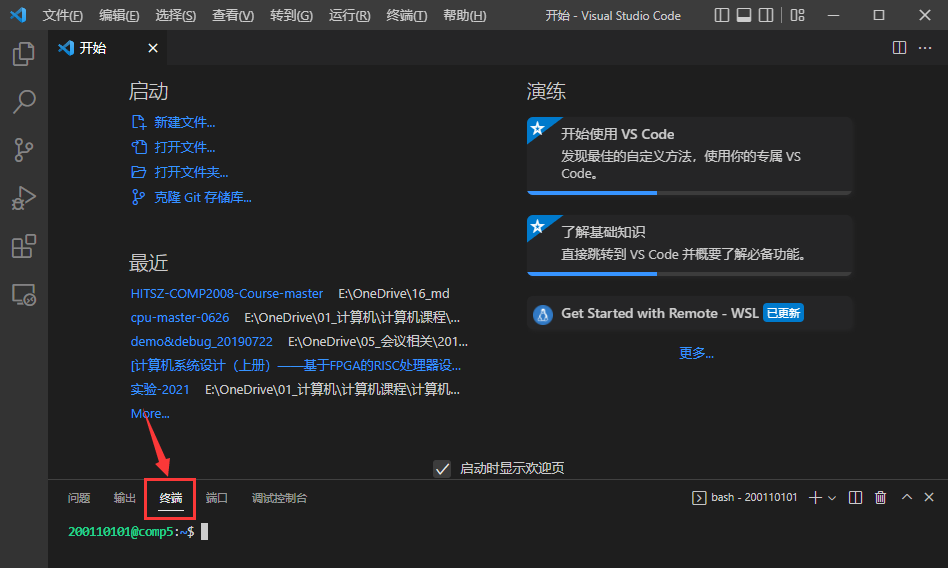 文件(F) 编辑(E) 选择(S) 查看(V) 转到(G) 运行(R) 终端(T) 帮助(H) 开始 - Visual Studio Code
开始
启动
新建文件...
打开文件...
打开文件夹...
克隆 Git 存储库...
最近
HITSZ-COMP2008-Course-master E:\OneDrive\16_md
cpu-master-0626 E:\OneDrive\01_计算机\计算机课程\...
demo&debug_20190722 E:\OneDrive\05_会议相关\201...
[计算机系统设计（上册）——基于FPGA的RISC处理器设...
实验-2021 E:\OneDrive\01_计算机\计算机课程\计算机...
More...
演练
开始使用 VS Code
发现最佳的自定义方法，使用你的专属 VS
Code。
了解基础知识
直接跳转到 VS Code 并概要了解必备功能。
Get Started with Remote - WSL 已更新
更多...
启动时显示欢迎页
问题 输出 终端 端口 调试控制台 bash - 200110101
200110101@comp5:~$